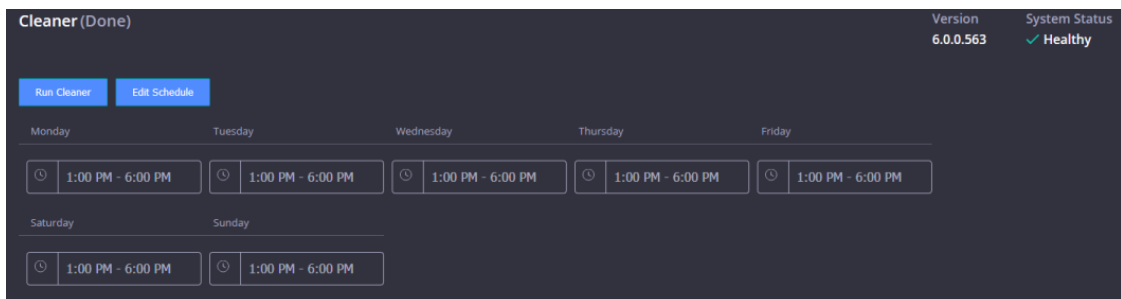 Cleaner (Done)
Version
System Status
6.0.0.563
Healthy
Run Cleaner
Edit Schedule
Monday
Tuesday
Wednesday
Thursday
Friday
1:00 PM - 6:00 PM
1:00 PM - 6:00 PM
1:00 PM - 6:00 PM
1:00 PM - 6:00 PM
1:00 PM - 6:00 PM
Saturday
Sunday
1:00 PM - 6:00 PM
1:00 PM - 6:00 PM